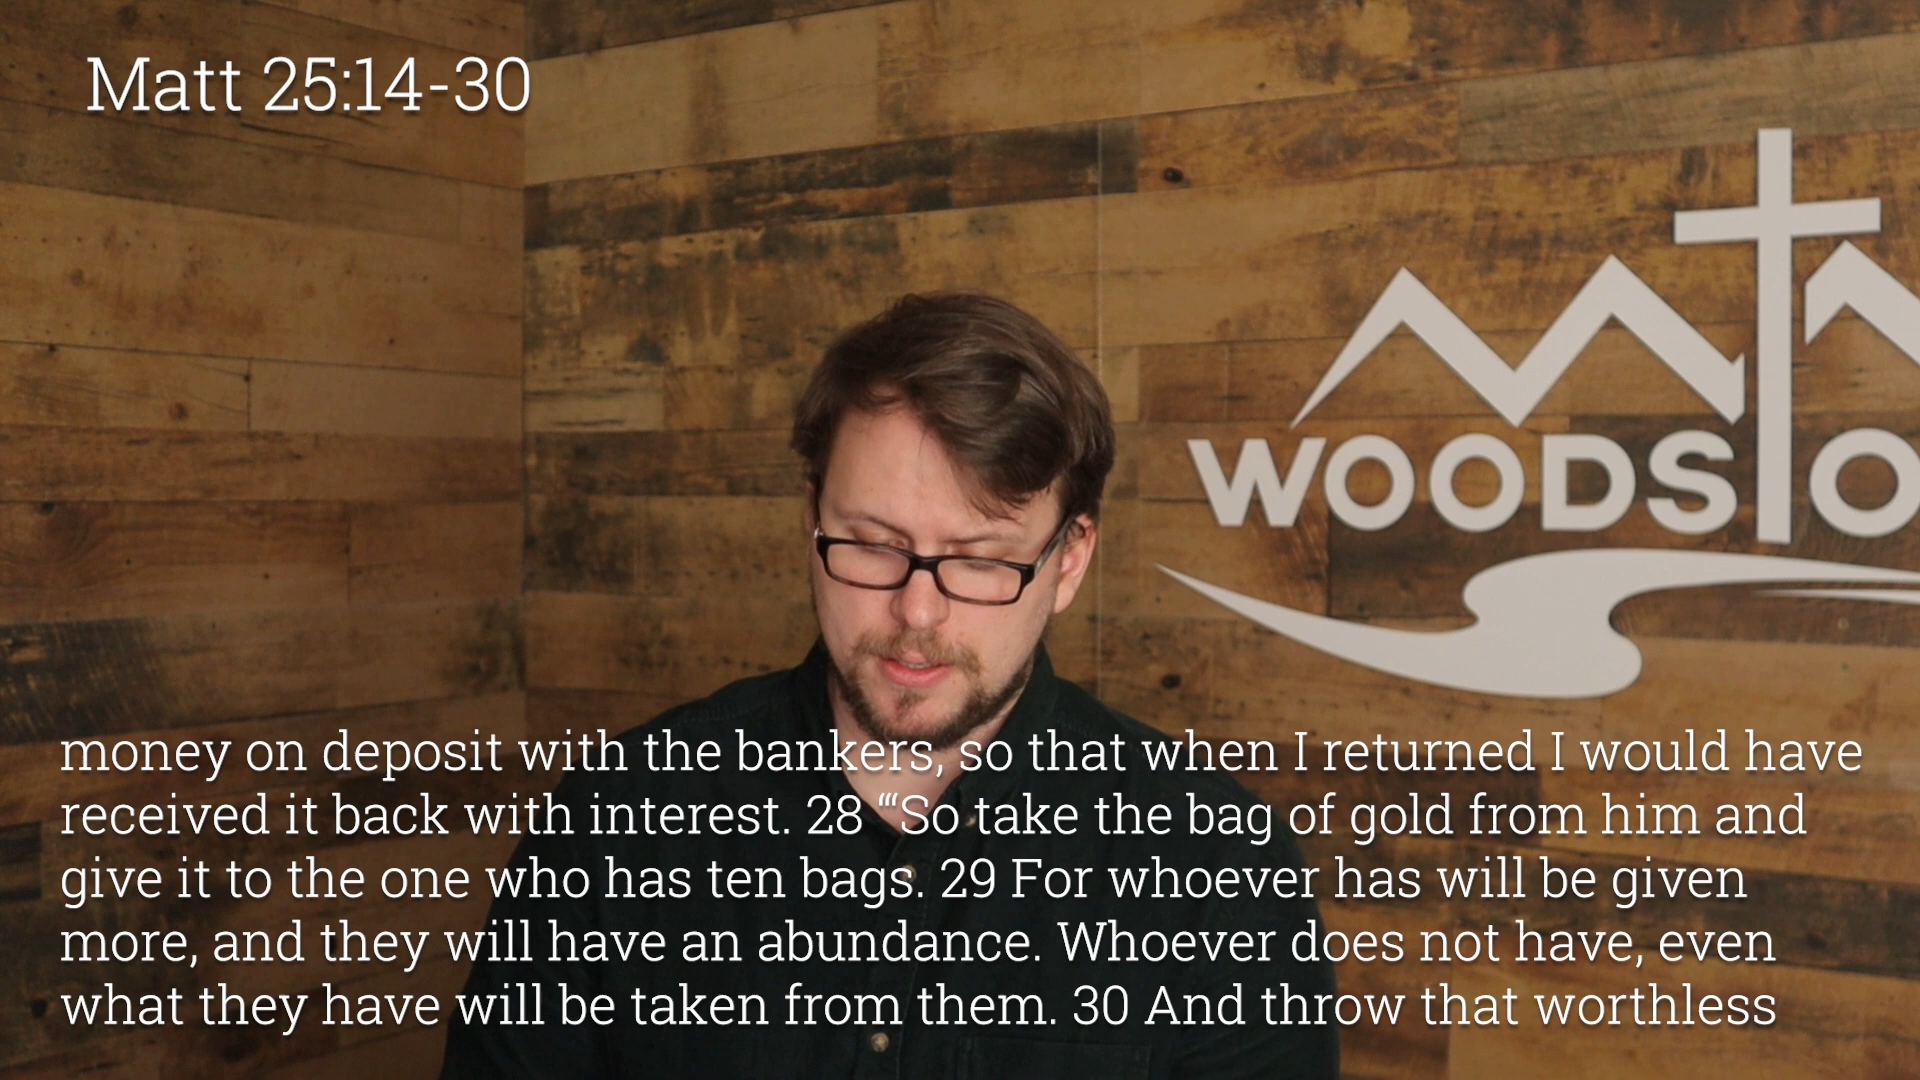 Matt 25:14-30
WOODSTO
money on deposit with the bankers, so that when I returned I would have
received it back with interest. 28 “‘So take the bag of gold from him and
give it to the one who has ten bags. 29 For whoever has will be given
more, and they will have an abundance. Whoever does not have, even
what they have will be taken from them. 30 And throw that worthless